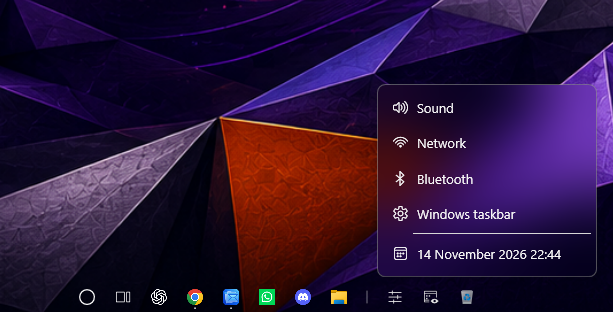 Sound
Network
Bluetooth
Windows taskbar
14 November 2026 22:44